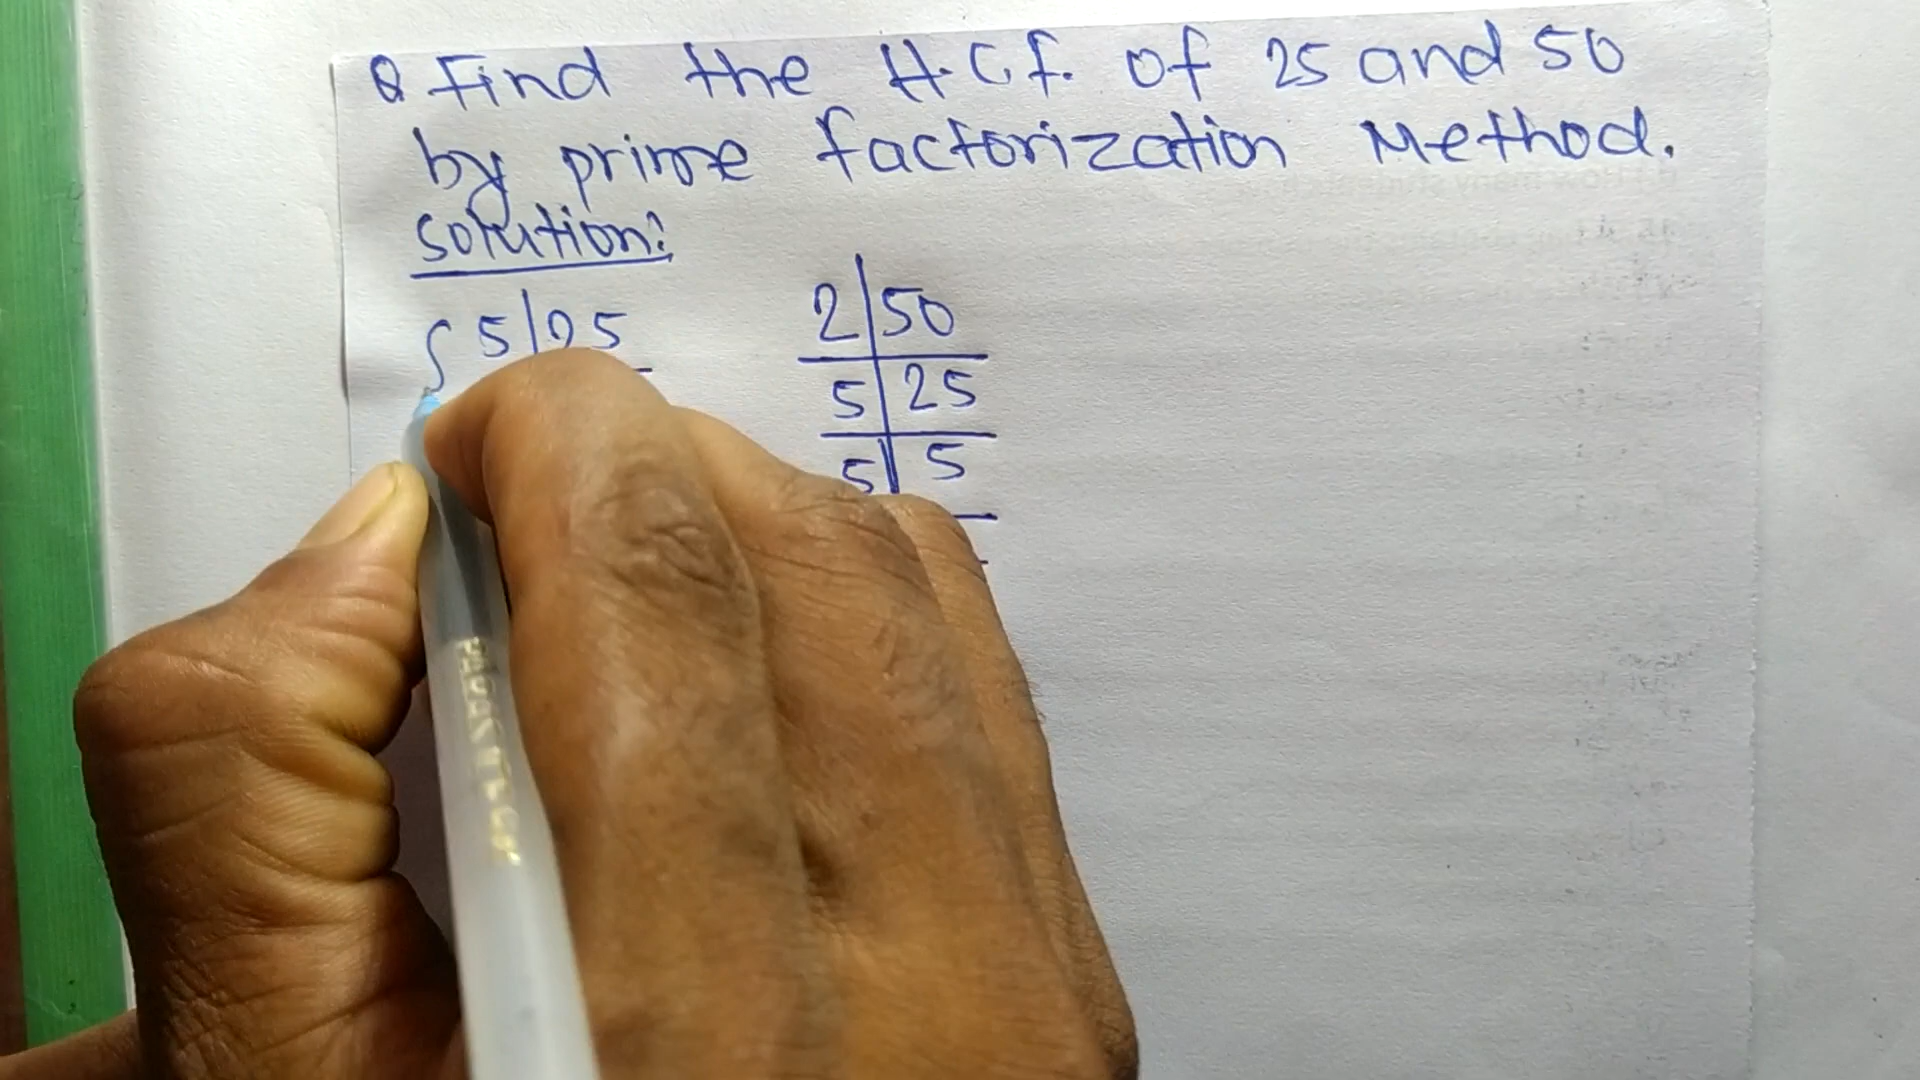 Q Find the H.C.f. of 25 and 50
by prime factorization Method.
solution:
5 25
2 50
5 25
5 5